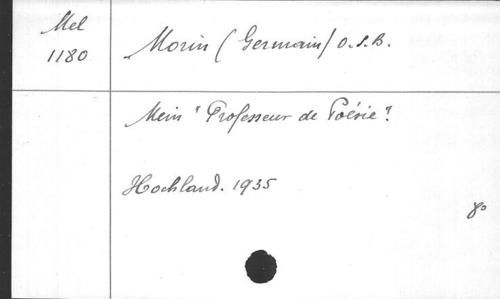 Mel
1180
Morin (Germain) O.S.B.
Mein "Professeur de Poésie".
Hochland. 1935
8°